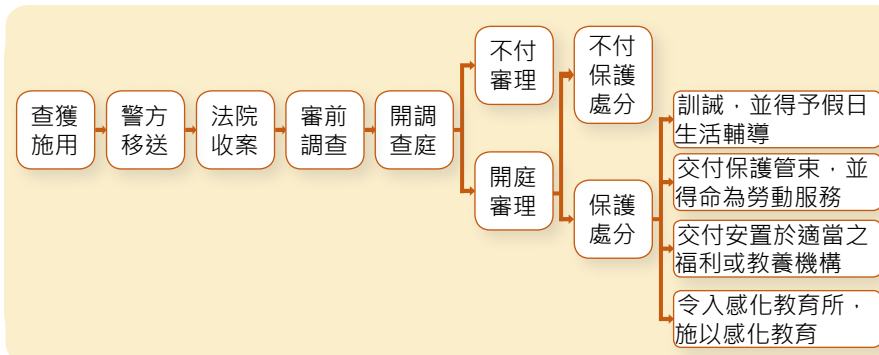 查獲
施用
警方
移送
法院
收案
審前
調查
開調
查庭
不付
審理
開庭
審理
不付
保護
處分
保護
處分
訓誡，並得予假日
生活輔導
交付保護管束，並
得命為勞動服務
交付安置於適當之
福利或教養機構
令入感化教育所，
施以感化教育